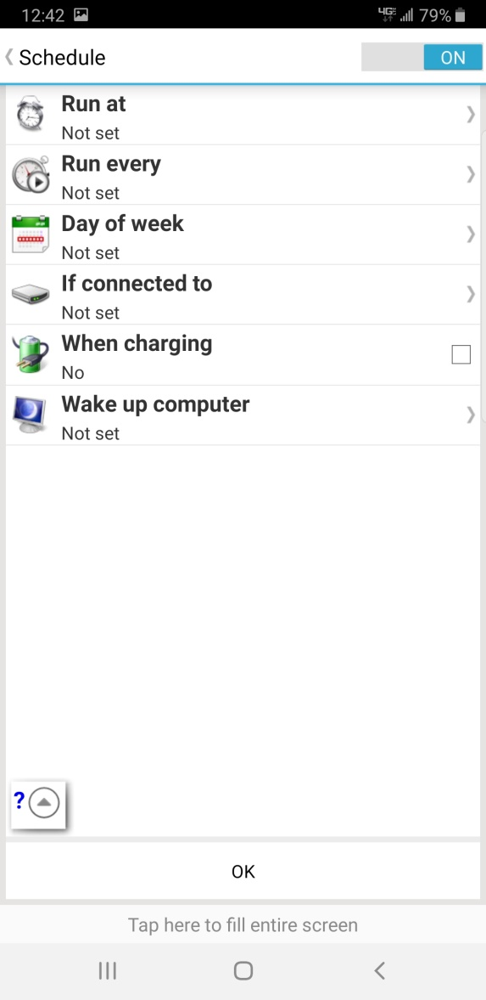 12:42 4GE 79%
Schedule ON
Run at
Not set
Run every
Not set
Day of week
Not set
If connected to
Not set
When charging
No
Wake up computer
Not set
?
OK
Tap here to fill entire screen